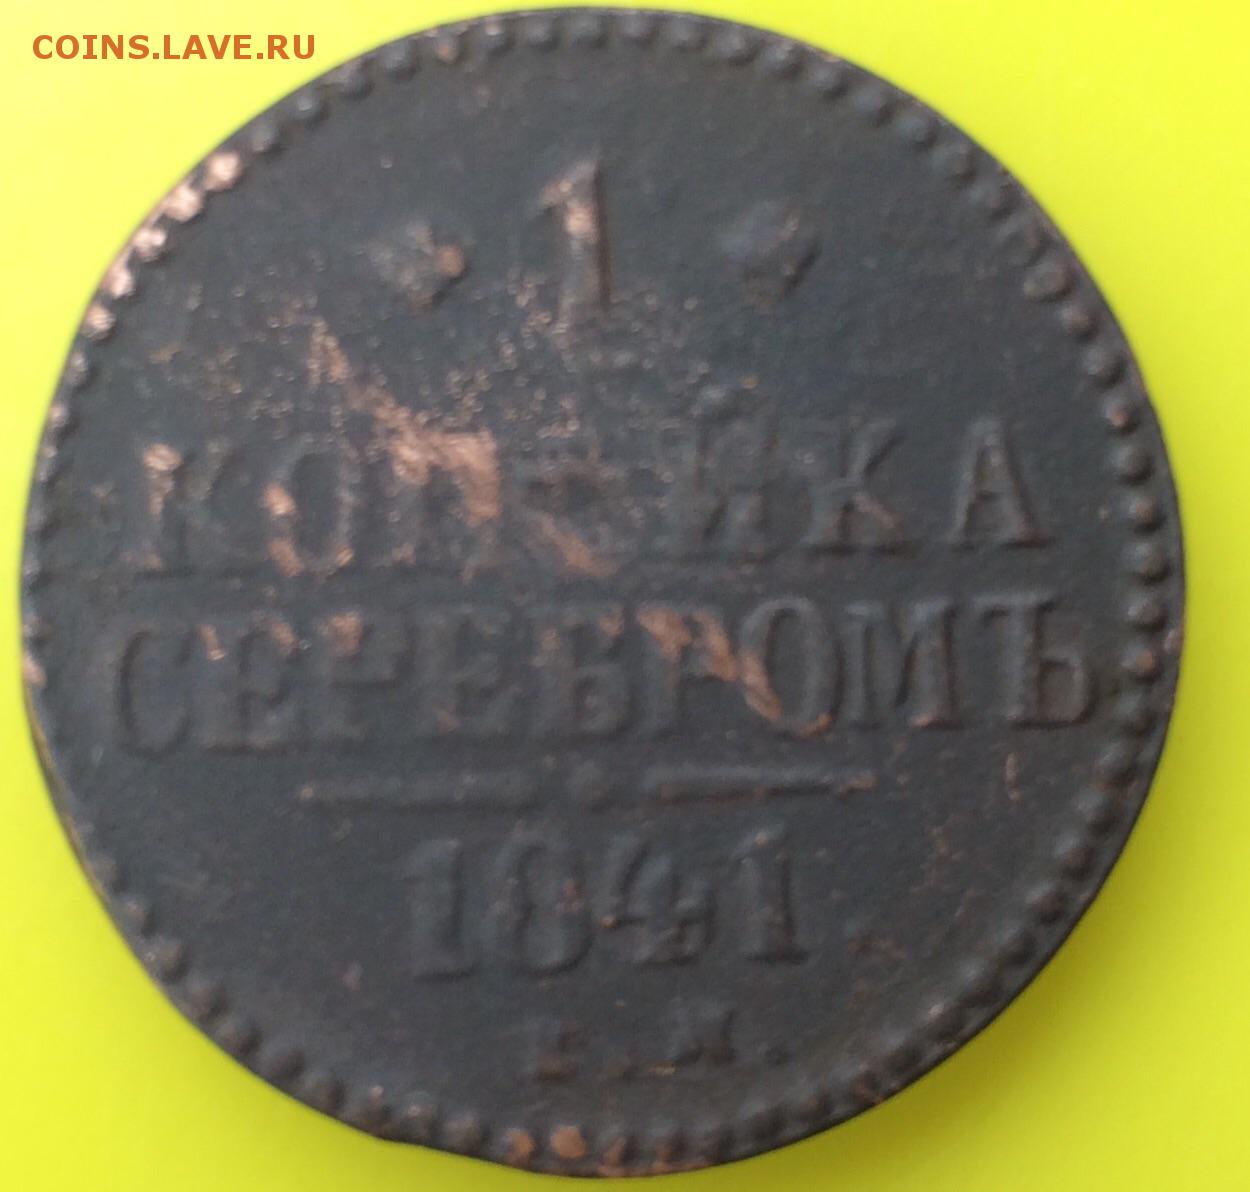 COINS.LAVE.RU
1
КОПѢЙКА
СЕРЕБРОМЪ
1841
Е.М.